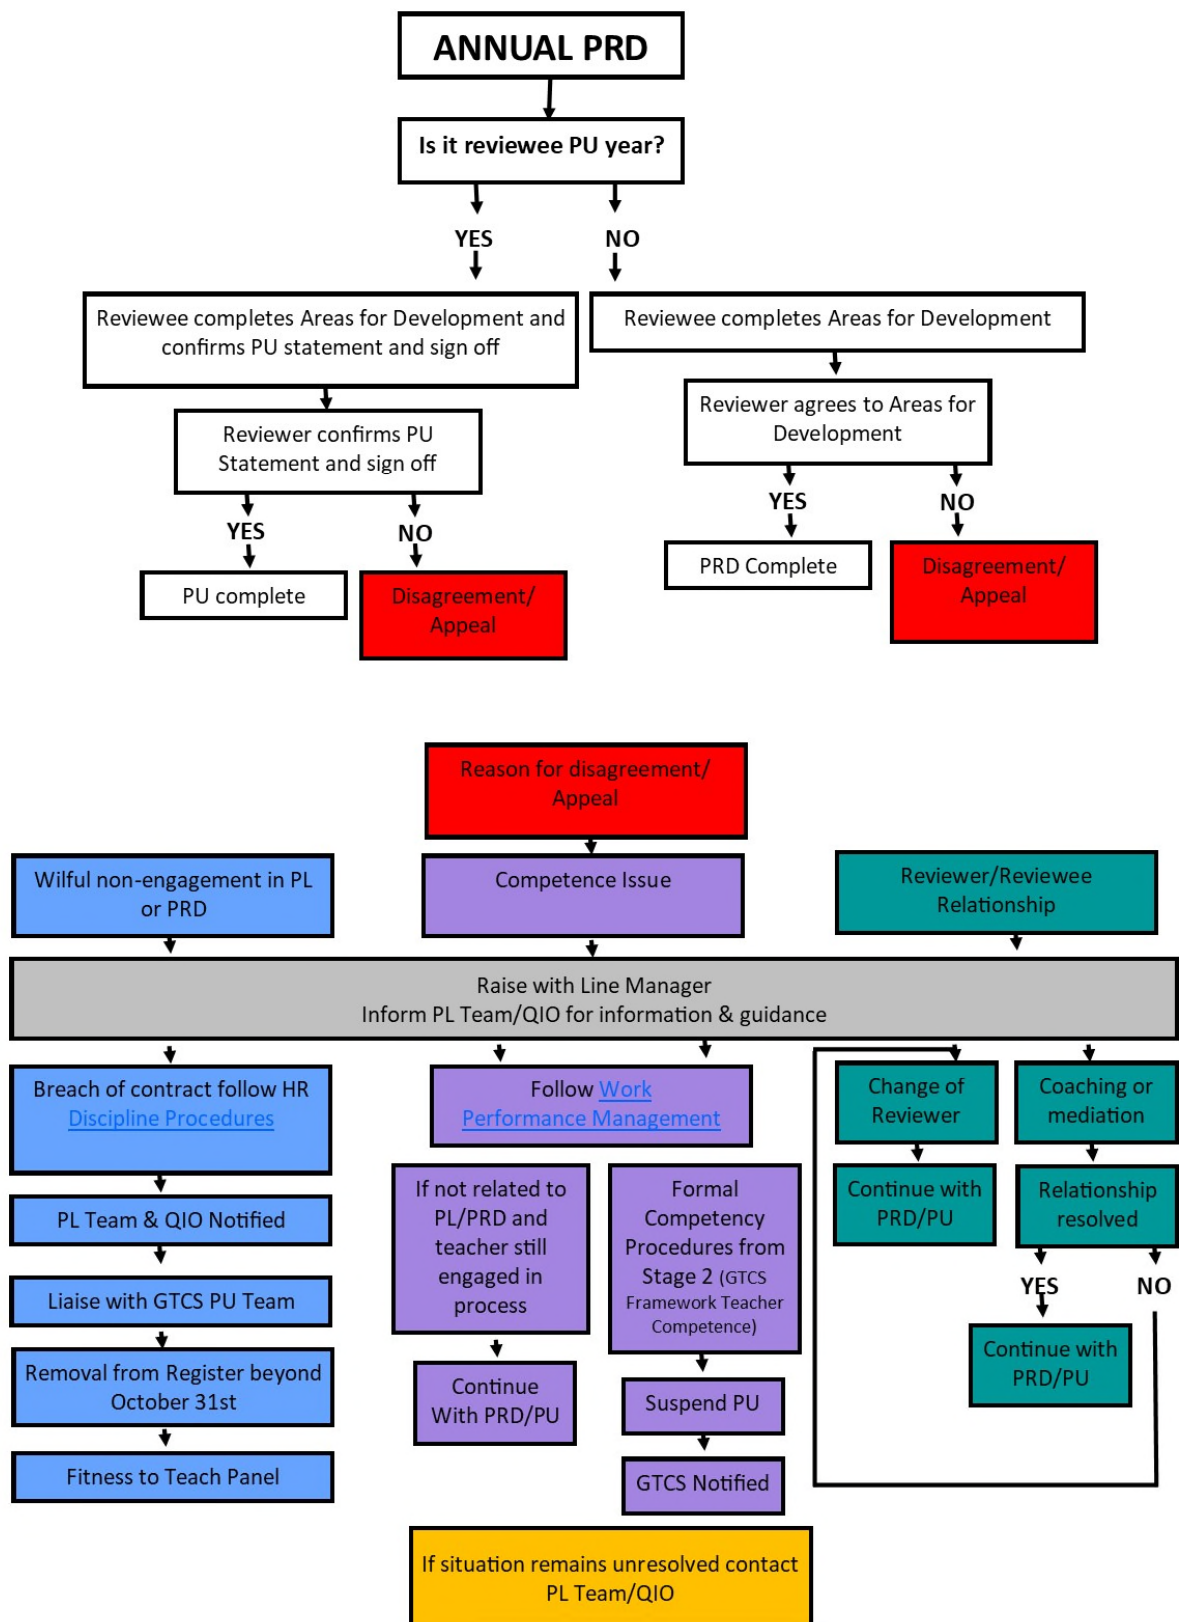 ANNUAL PRD
Is it reviewee PU year?
YES
NO
Reviewee completes Areas for Development and
confirms PU statement and sign off
Reviewee completes Areas for Development
Reviewer confirms PU
Statement and sign off
Reviewer agrees to Areas for
Development
YES
NO
YES
NO
PU complete
Disagreement/
Appeal
PRD Complete
Disagreement/
Appeal
Reason for disagreement/
Appeal
Wilful non-engagement in PL
or PRD
Competence Issue
Reviewer/Reviewee
Relationship
Raise with Line Manager
Inform PL Team/QIO for information & guidance
Breach of contract follow HR
Discipline Procedures
PL Team & QIO Notified
Liaise with GTCS PU Team
Removal from Register beyond
October 31st
Fitness to Teach Panel
Follow Work
Performance Management
If not related to
PL/PRD and
teacher still
engaged in
process
Continue
With PRD/PU
Formal
Competency
Procedures from
Stage 2 (GTCS
Framework Teacher
Competence)
Suspend PU
GTCS Notified
Change of
Reviewer
Continue with
PRD/PU
Coaching or
mediation
Relationship
resolved
YES
NO
Continue with
PRD/PU
If situation remains unresolved contact
PL Team/QIO